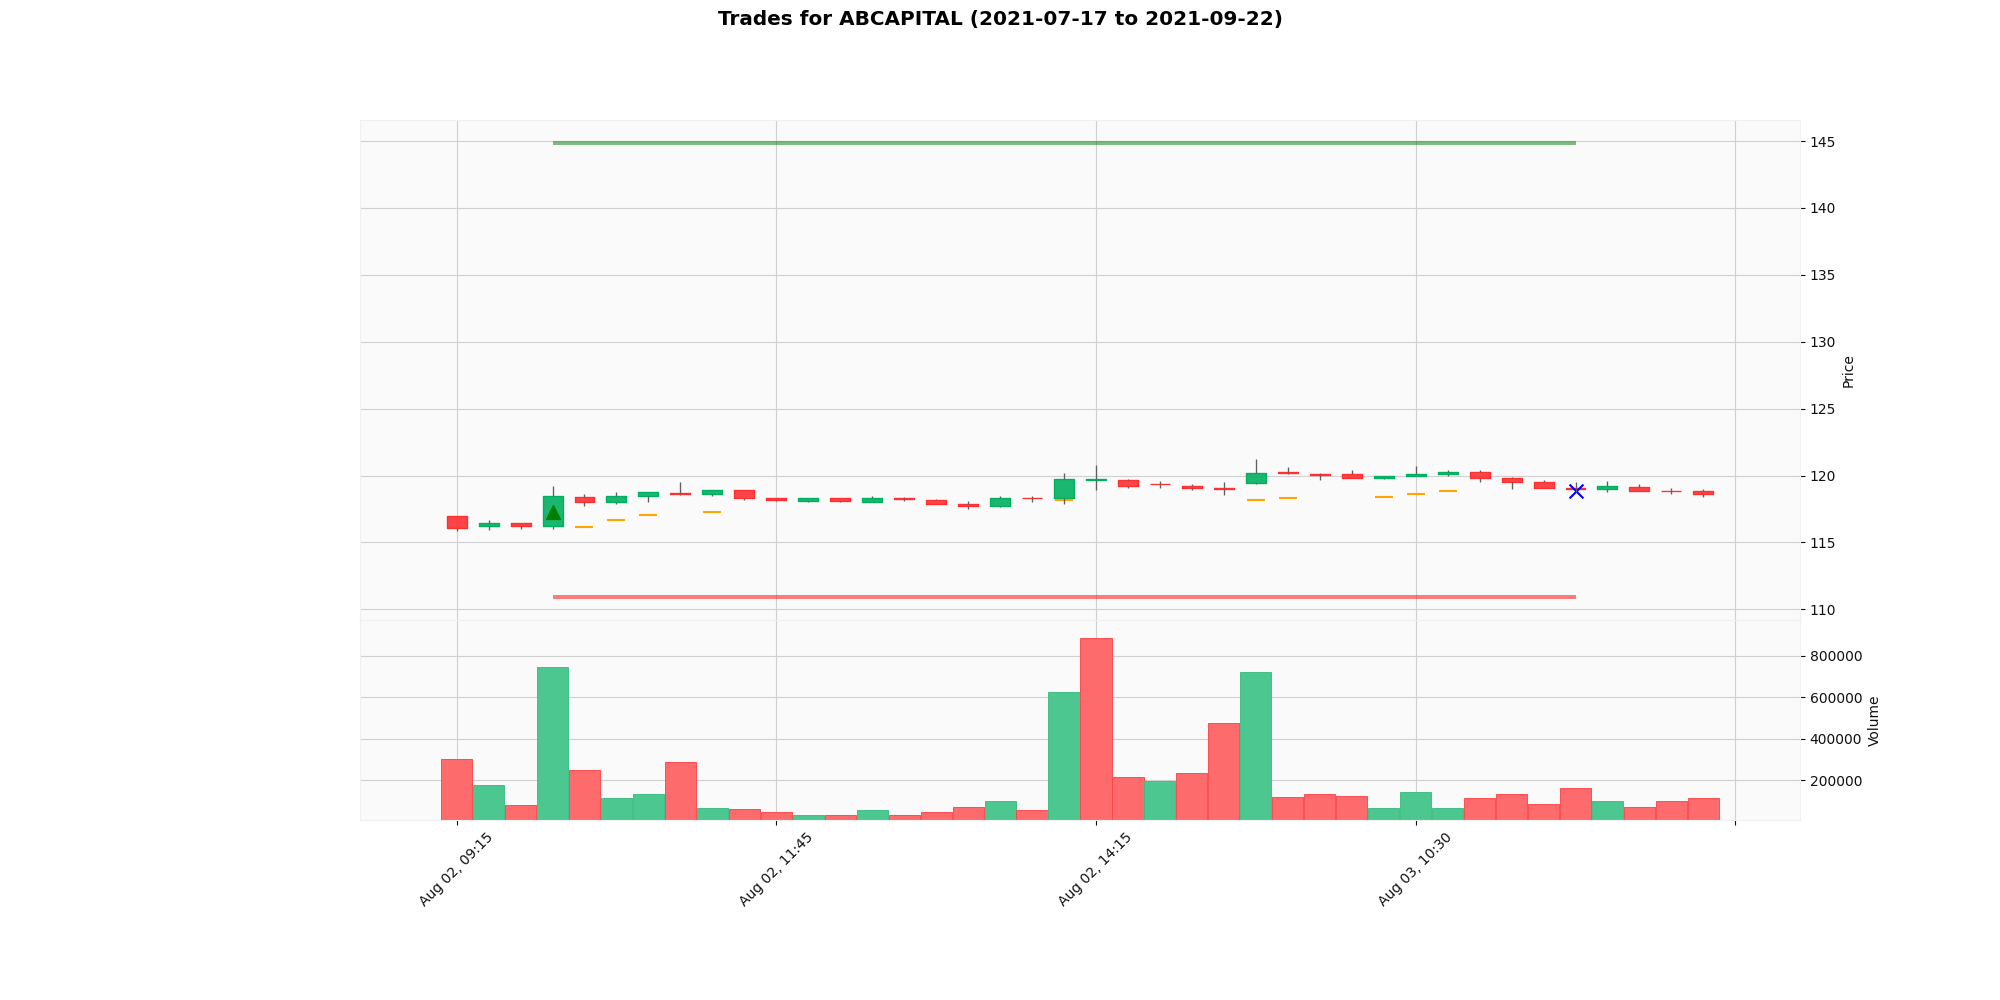 Trades for ABCAPITAL (2021-07-17 to 2021-09-22)
145
140
135
130
125
120
115
110
Price
800000
600000
400000
200000
Volume
Aug 02, 09:15
Aug 02, 11:45
Aug 02, 14:15
Aug 03, 10:30